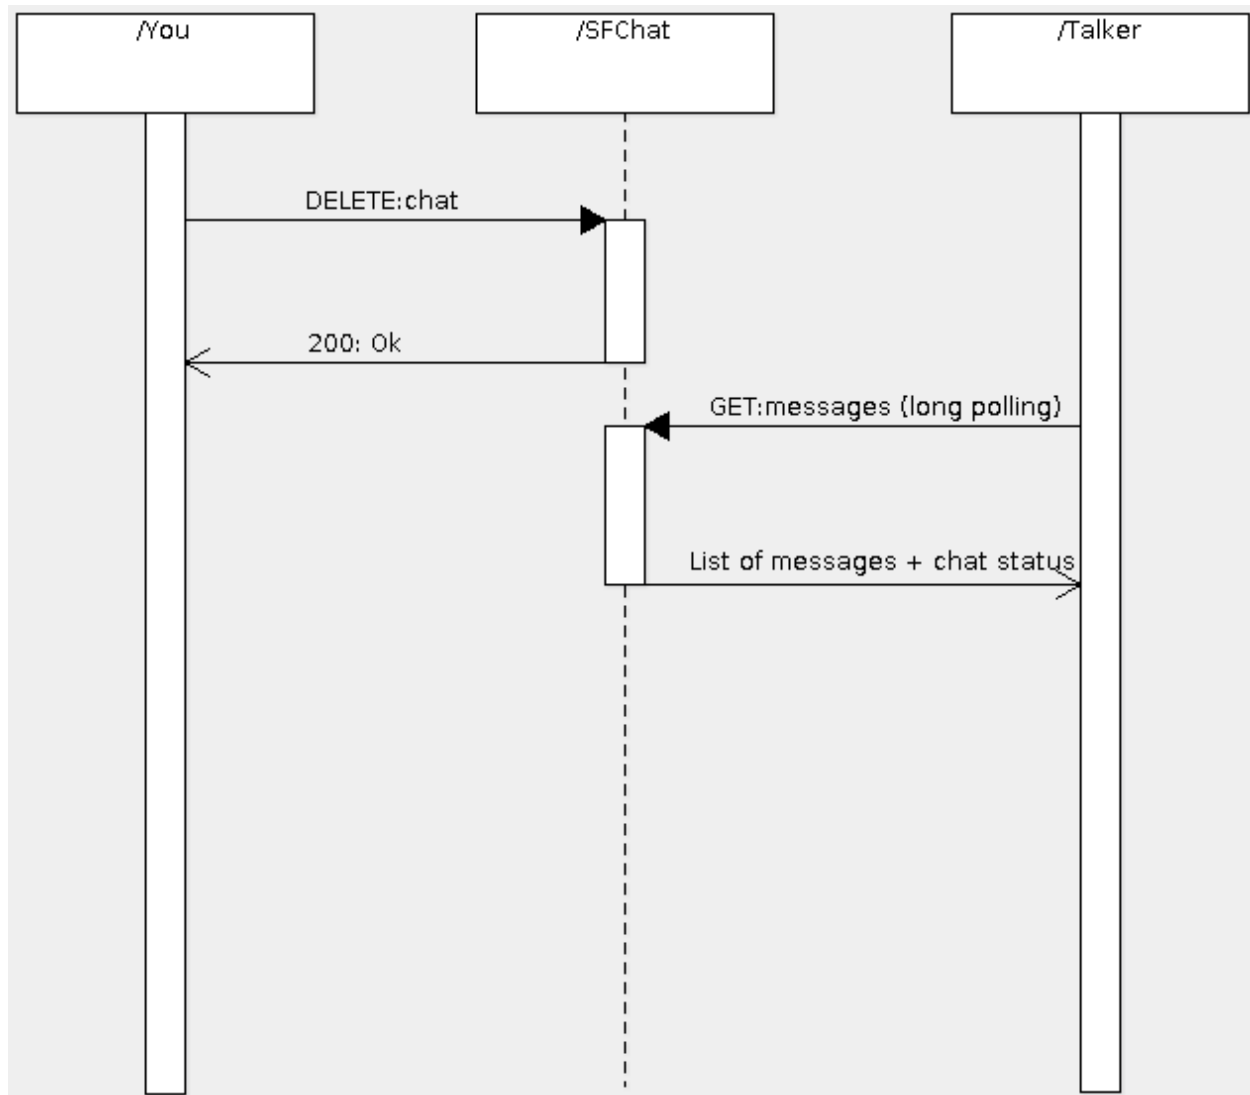 /You
/SFChat
/Talker
DELETE:chat
200: Ok
GET:messages (long polling)
List of messages + chat status